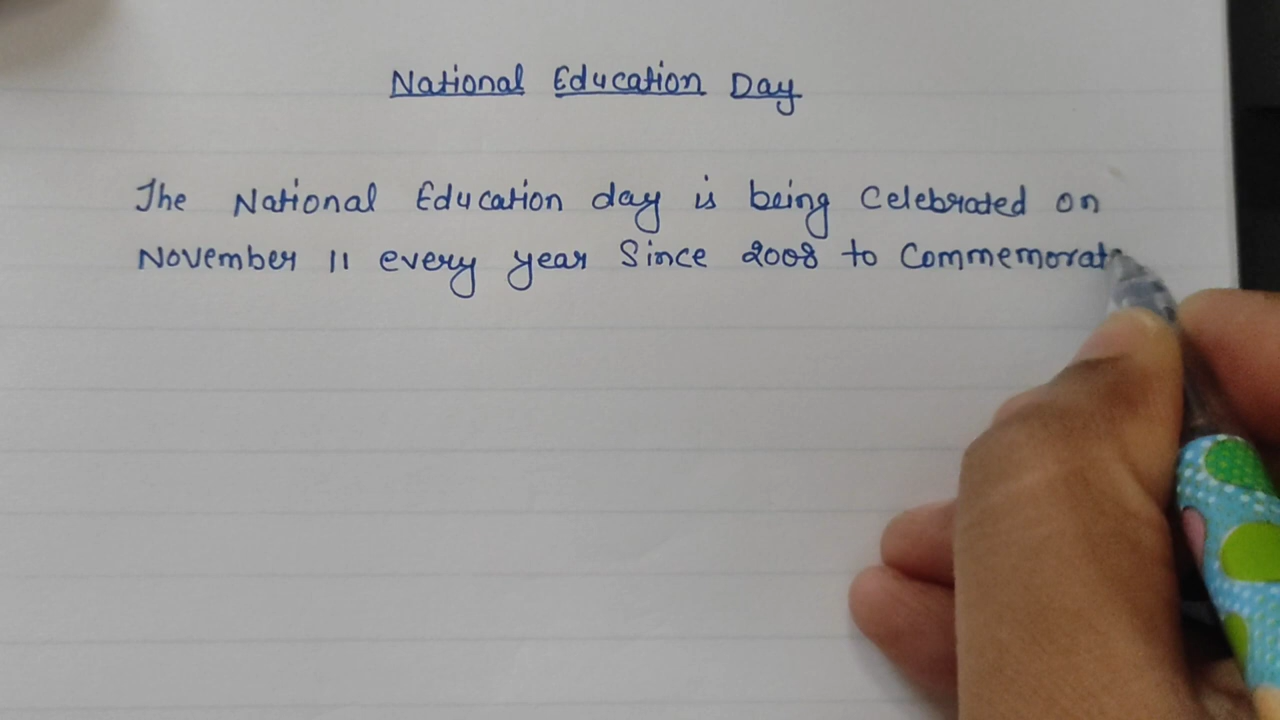 National Education Day
The National Education day is being Celebrated on
November 11 every year Since 2008 to Commemorat